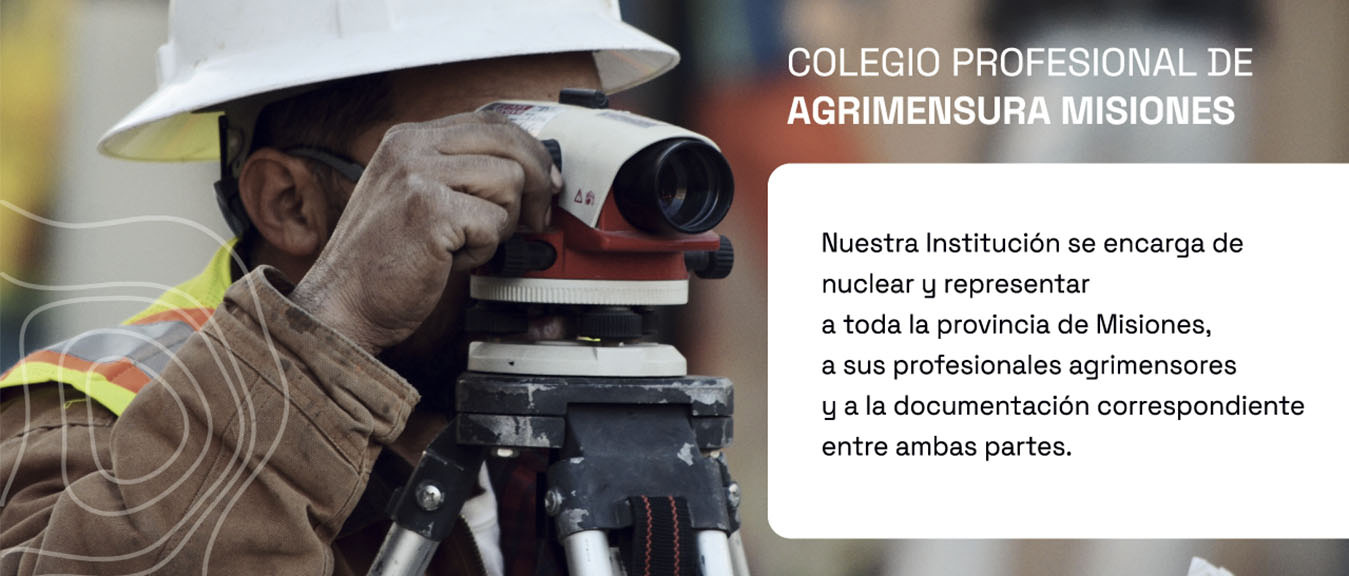 COLEGIO PROFESIONAL DE
AGRIMENSURA MISIONES
Nuestra Institución se encarga de
nuclear y representar
a toda la provincia de Misiones,
a sus profesionales agrimensores
y a la documentación correspondiente
entre ambas partes.